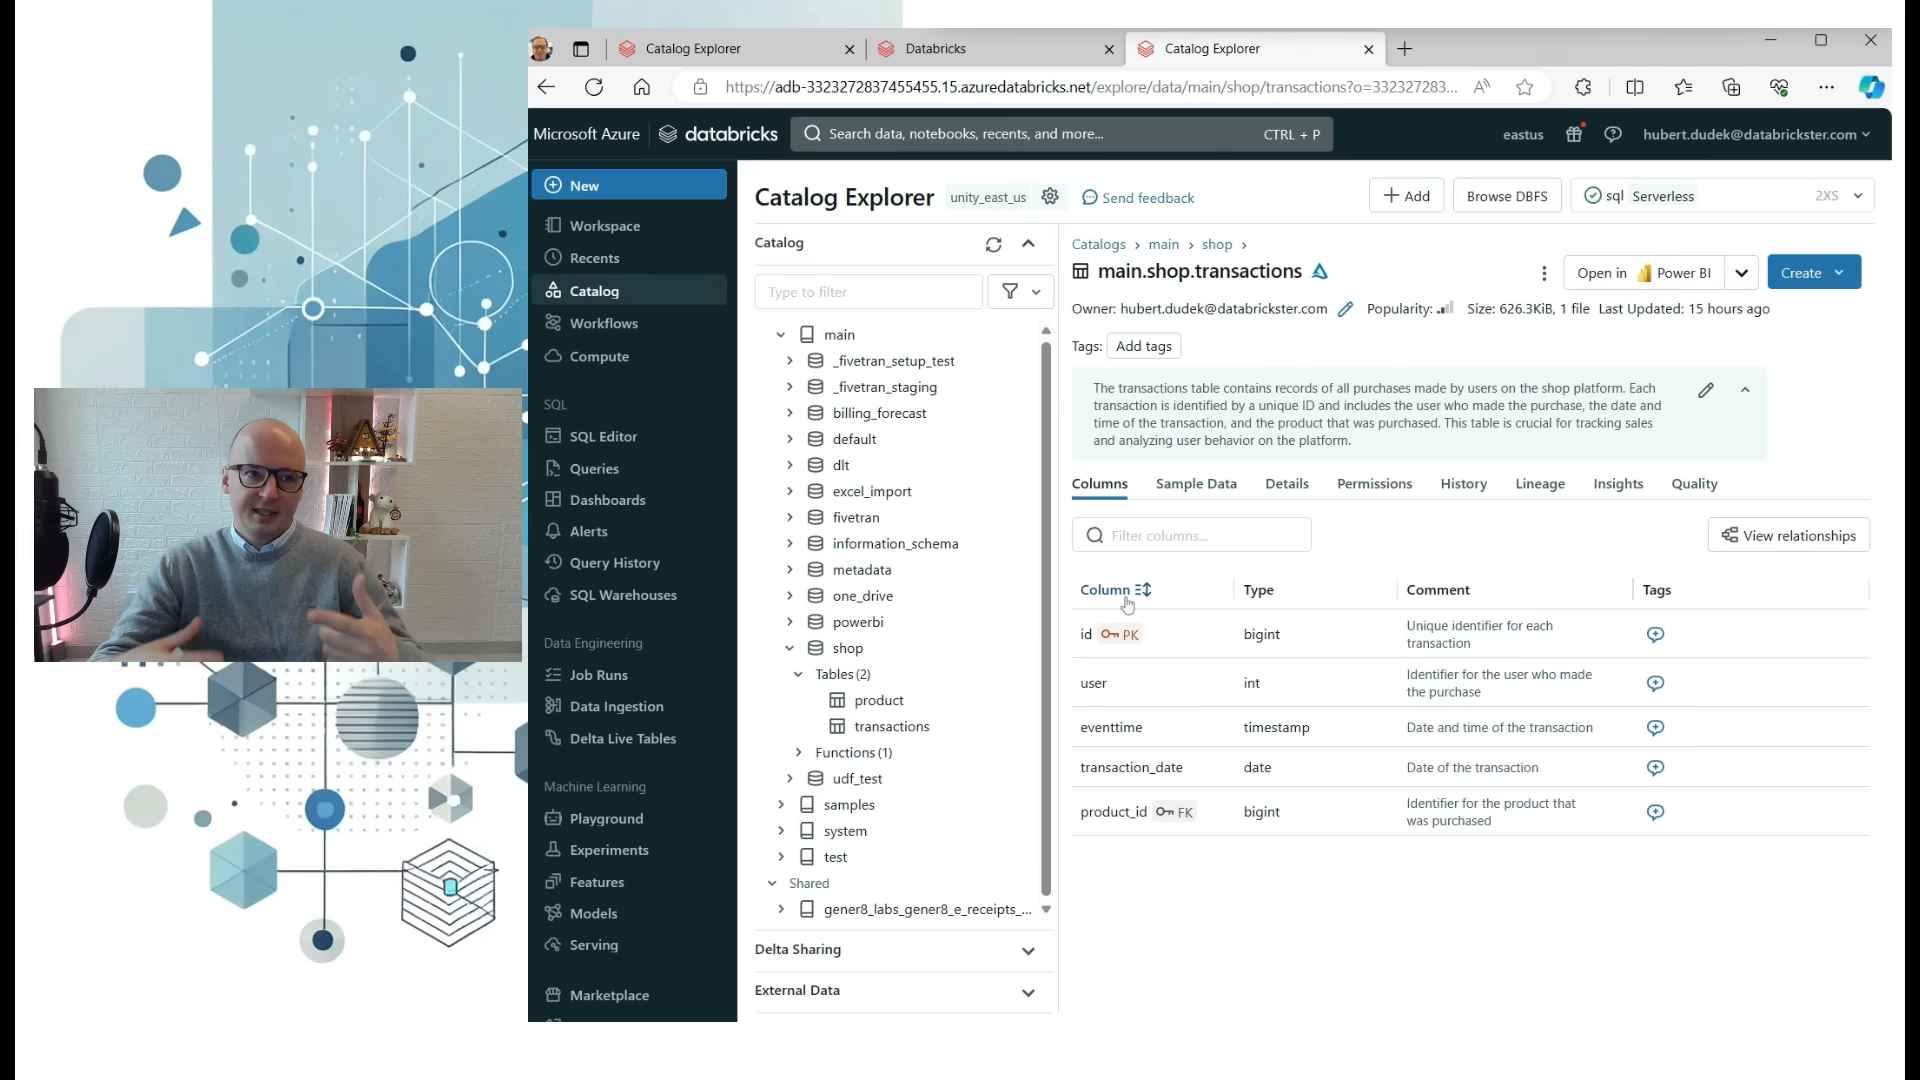 Catalog Explorer
Databricks
Catalog Explorer
https://adb-3323272837455455.15.azuredatabricks.net/explore/data/main/shop/transactions?o=332327283...
Microsoft Azure
databricks
Search data, notebooks, recents, and more...
CTRL + P
eastus
hubert.dudek@databrickster.com
New
Workspace
Recents
Catalog
Workflows
Compute
SQL
SQL Editor
Queries
Dashboards
Alerts
Query History
SQL Warehouses
Data Engineering
Job Runs
Data Ingestion
Delta Live Tables
Machine Learning
Playground
Experiments
Features
Models
Serving
Marketplace
Catalog Explorer
unity_east_us
Send feedback
Add
Browse DBFS
sql Serverless
2XS
Catalog
Type to filter
main
_fivetran_setup_test
_fivetran_staging
billing_forecast
default
dlt
excel_import
fivetran
information_schema
metadata
one_drive
powerbi
shop
Tables (2)
product
transactions
Functions (1)
udf_test
samples
system
test
Shared
gener8_labs_gener8_e_receipts_...
Delta Sharing
External Data
Catalogs > main > shop >
main.shop.transactions
Open in Power BI
Create
Owner: hubert.dudek@databrickster.com
Popularity:
Size: 626.3KiB, 1 file
Last Updated: 15 hours ago
Tags: Add tags
The transactions table contains records of all purchases made by users on the shop platform. Each
transaction is identified by a unique ID and includes the user who made the purchase, the date and
time of the transaction, and the product that was purchased. This table is crucial for tracking sales
and analyzing user behavior on the platform.
Columns Sample Data Details Permissions History Lineage Insights Quality
Filter columns...
View relationships
Column Type Comment Tags
id PK bigint Unique identifier for each
transaction
user int Identifier for the user who made
the purchase
eventtime timestamp Date and time of the transaction
transaction_date date Date of the transaction
product_id FK bigint Identifier for the product that
was purchased